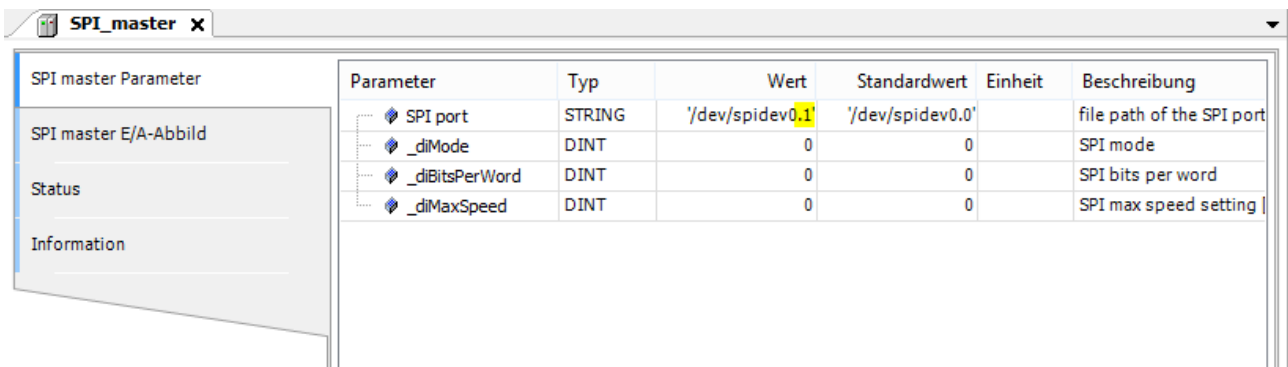 SPI_master x
SPI master Parameter
SPI master E/A-Abbild
Status
Information
Parameter Typ Wert Standardwert Einheit Beschreibung
SPI port STRING '/dev/spidev0.1' '/dev/spidev0.0' file path of the SPI port
_diMode DINT 0 0 SPI mode
_diBitsPerWord DINT 0 0 SPI bits per word
_diMaxSpeed DINT 0 0 SPI max speed setting [